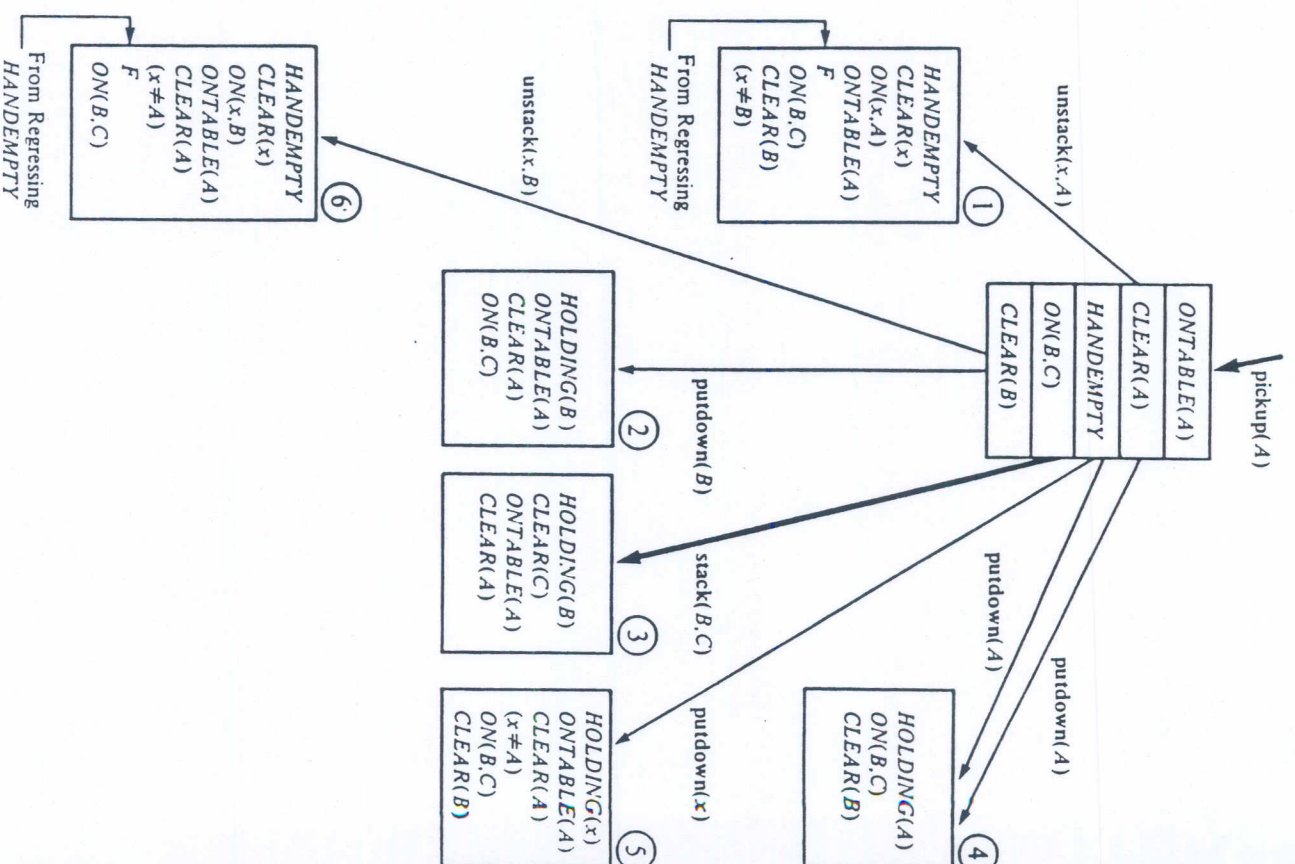 pickup(A)
ONTABLE(A)
CLEAR(A)
HANDEMPTY
ON(B,C)
CLEAR(B)
unstack(x,A)
1
HANDEMPTY
CLEAR(x)
ON(x,A)
ONTABLE(A)
F
ON(B,C)
CLEAR(B)
(x≠B)
From Regressing
HANDEMPTY
putdown(A)
putdown(A)
4
HOLDING(A)
ON(B,C)
CLEAR(B)
unstack(x,B)
putdown(B)
stack(B,C)
putdown(x)
6
HANDEMPTY
CLEAR(x)
ON(x,B)
ONTABLE(A)
CLEAR(A)
(x≠A)
F
ON(B,C)
From Regressing
HANDEMPTY
2
HOLDING(B)
ONTABLE(A)
CLEAR(A)
ON(B,C)
3
HOLDING(B)
CLEAR(C)
ONTABLE(A)
CLEAR(A)
5
HOLDING(x)
ONTABLE(A)
CLEAR(A)
(x≠A)
ON(B,C)
CLEAR(B)